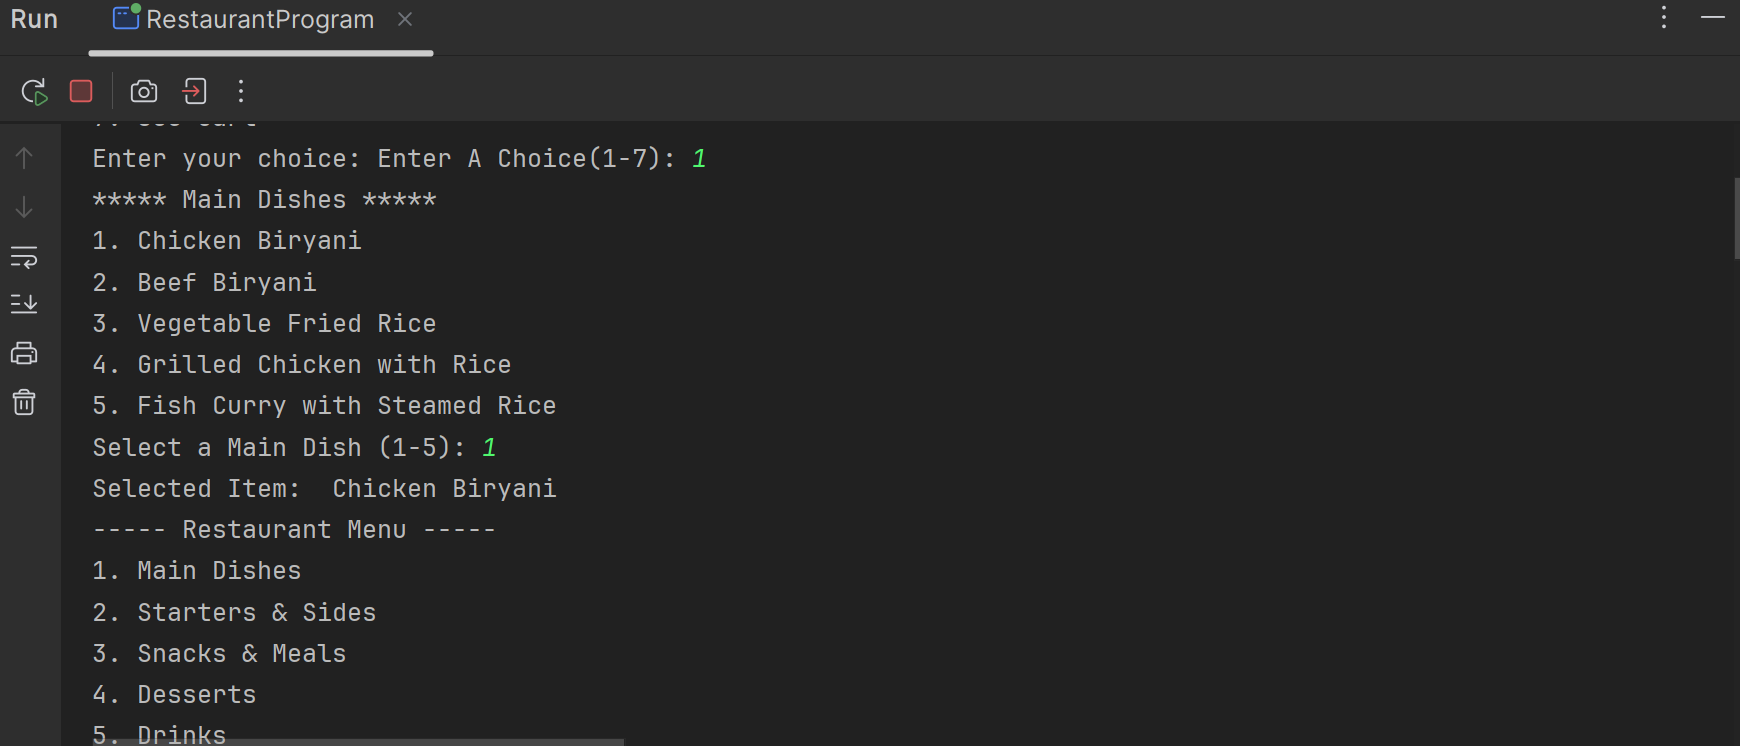 Run RestaurantProgram
Enter your choice: Enter A Choice(1-7): 1
***** Main Dishes *****
1. Chicken Biryani
2. Beef Biryani
3. Vegetable Fried Rice
4. Grilled Chicken with Rice
5. Fish Curry with Steamed Rice
Select a Main Dish (1-5): 1
Selected Item:  Chicken Biryani
----- Restaurant Menu -----
1. Main Dishes
2. Starters & Sides
3. Snacks & Meals
4. Desserts
5. Drinks